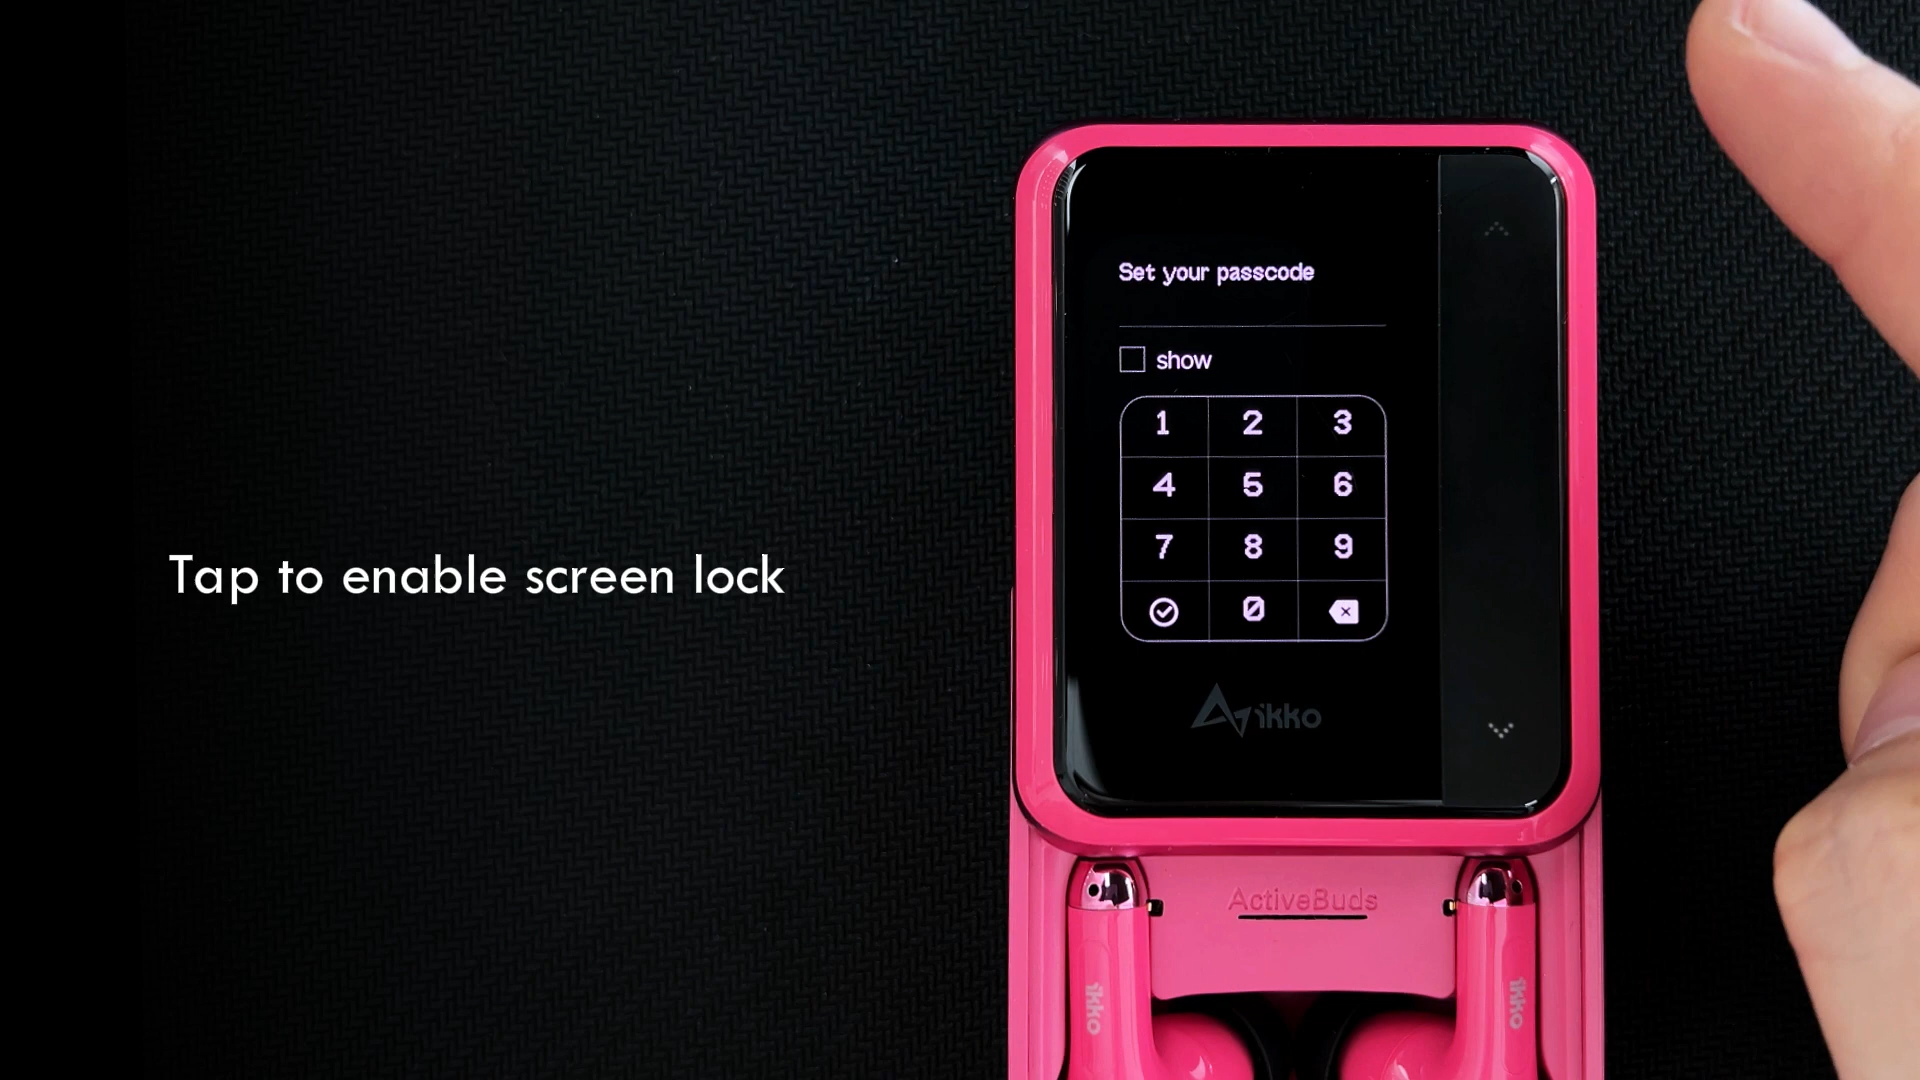 Tap to enable screen lock
Set your passcode
show
1 2 3
4 5 6
7 8 9
0
ikko
ActiveBuds
ikko
ikko